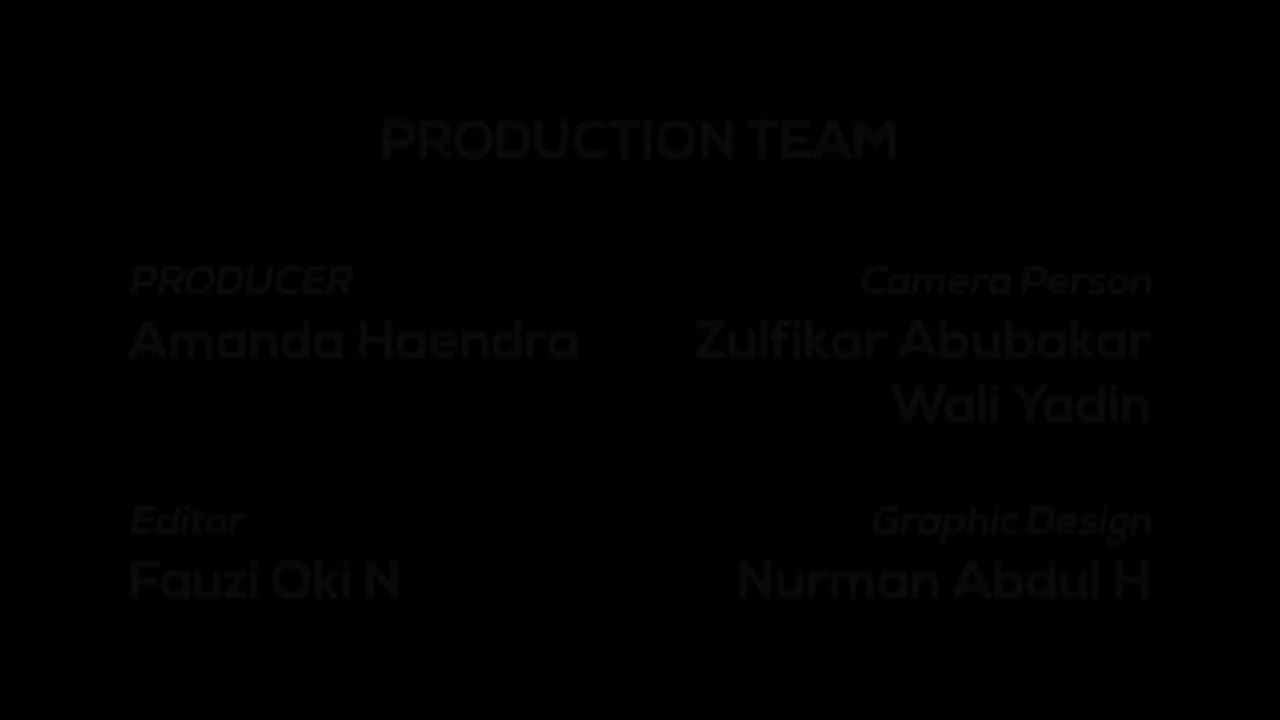 PRODUCTION TEAM
PRODUCER
Amanda Haendra
Camera Person
Zulfikar Abubakar
Wali Yadin
Editor
Fauzi Oki N
Graphic Design
Nurman Abdul H